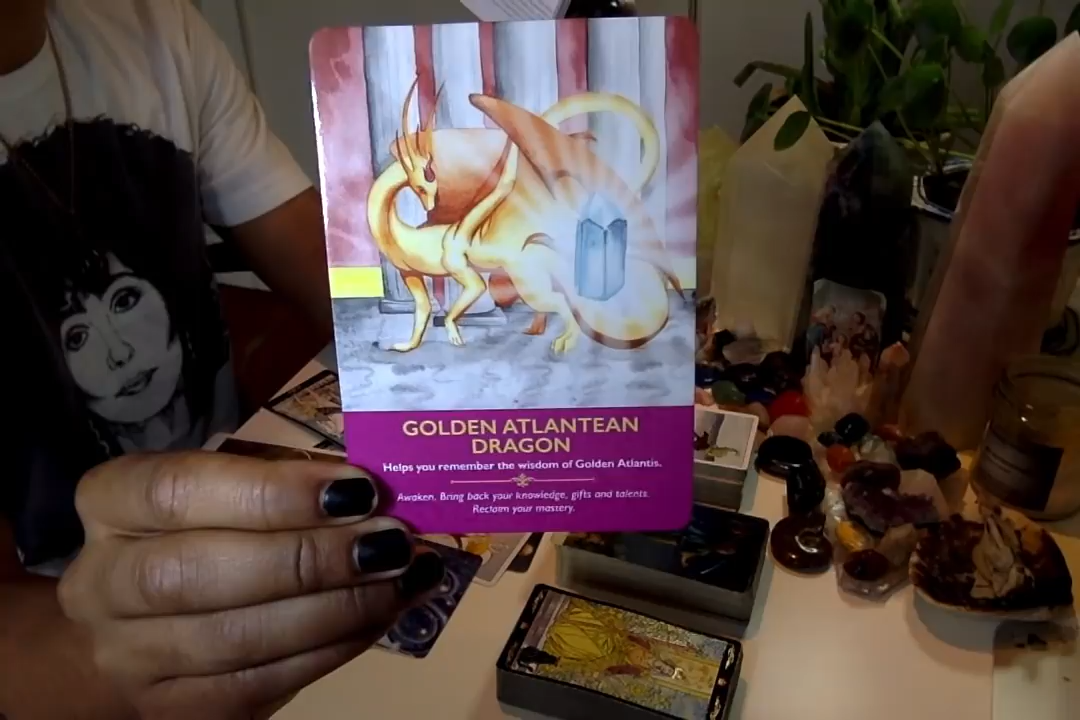 GOLDEN ATLANTEAN
DRAGON
Helps you remember the wisdom of Golden Atlantis.
Awaken. Bring back your knowledge, gifts and talents.
Reclaim your mastery.